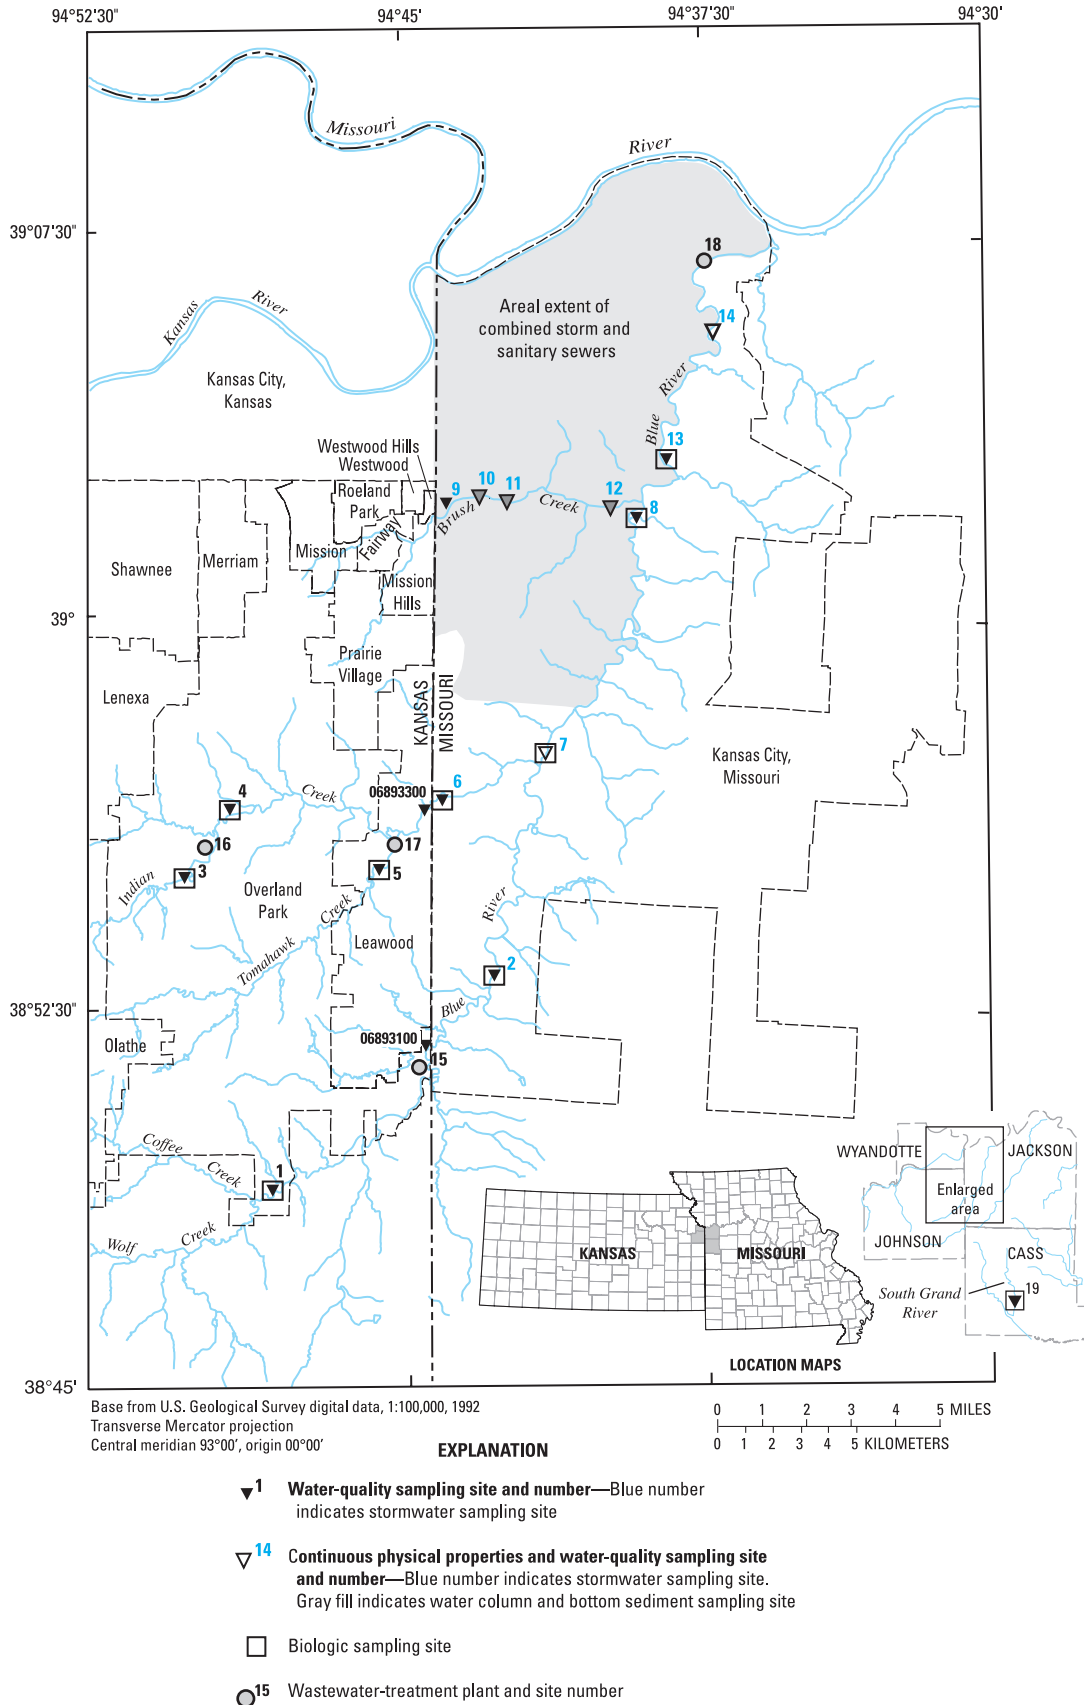 94°52'30"
94°45'
94°37'30"
94°30'
Missouri
River
39°07'30"
18
Kansas
River
Areal extent of
combined storm and
sanitary sewers
14
Kansas City,
Kansas
Blue
River
13
Westwood Hills
Westwood
Roeland
Park
9
10
11
12
8
Brush
Creek
Fairway
Mission
Shawnee
Merriam
Mission
Hills
39°
Prairie
Village
Lenexa
KANSAS
MISSOURI
7
Kansas City,
Missouri
6
06893300
4
Creek
16
17
3
5
Indian
Overland
Park
Creek
River
Leawood
Tomahawk
2
Blue
38°52'30"
06893100
Olathe
15
Coffee
Creek
1
Creek
Wolf
WYANDOTTE
JACKSON
Enlarged
area
KANSAS
MISSOURI
JOHNSON
CASS
South Grand
River
19
LOCATION MAPS
38°45'
Base from U.S. Geological Survey digital data, 1:100,000, 1992
Transverse Mercator projection
Central meridian 93°00', origin 00°00'
0 1 2 3 4 5 MILES
0 1 2 3 4 5 KILOMETERS
EXPLANATION
1 Water-quality sampling site and number—Blue number
indicates stormwater sampling site
14 Continuous physical properties and water-quality sampling site
and number—Blue number indicates stormwater sampling site.
Gray fill indicates water column and bottom sediment sampling site
Biologic sampling site
15 Wastewater-treatment plant and site number